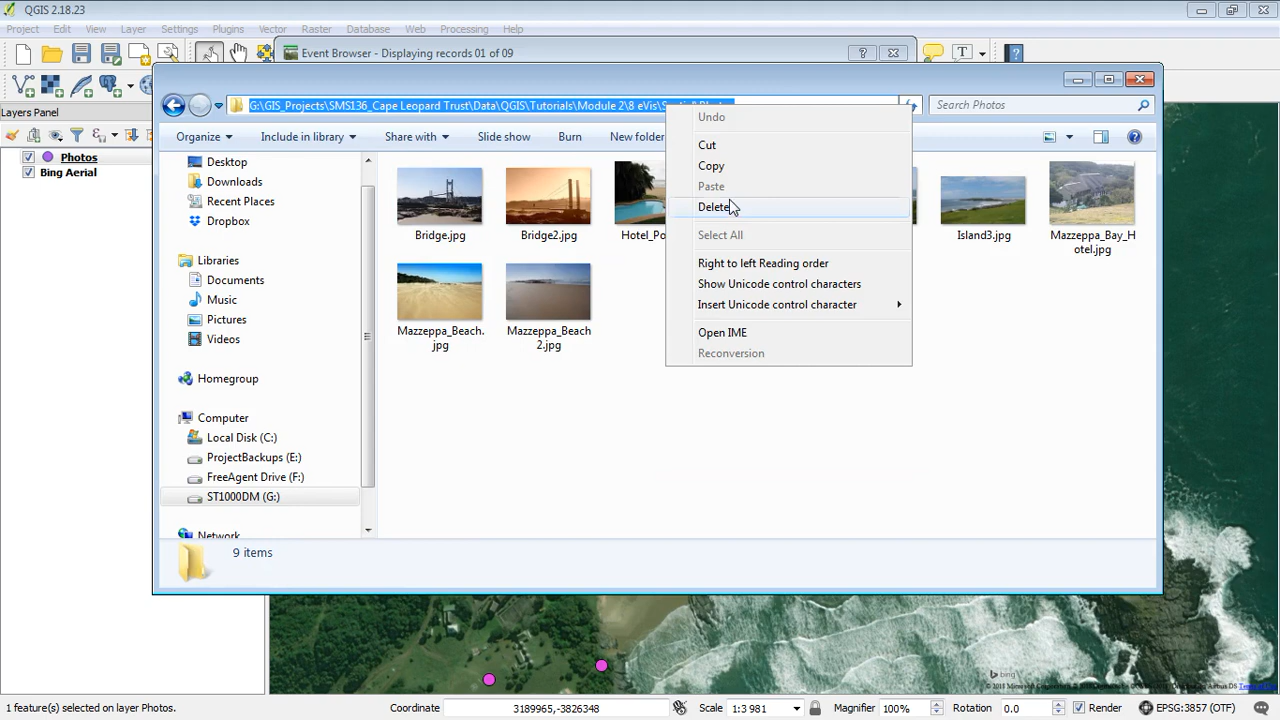 QGIS 2.18.23
Project Edit View Layer Settings Plugins Vector Raster Database Web Processing Help
Event Browser - Displaying records 01 of 09
G:\GIS_Projects\SMS136_Cape Leopard Trust\Data\QGIS\Tutorials\Module 2\8 eVis\
Search Photos
Layers Panel
Organize Include in library Share with Slide show Burn New folder
Photos
Bing Aerial
Desktop
Downloads
Recent Places
Dropbox
Libraries
Documents
Music
Pictures
Videos
Homegroup
Computer
Local Disk (C:)
ProjectBackups (E:)
FreeAgent Drive (F:)
ST1000DM (G:)
Network
Bridge.jpg
Bridge2.jpg
Hotel_Po
Island3.jpg
Mazzeppa_Bay_H
otel.jpg
Mazzeppa_Beach.
jpg
Mazzeppa_Beach
2.jpg
Undo
Cut
Copy
Paste
Delete
Select All
Right to left Reading order
Show Unicode control characters
Insert Unicode control character
Open IME
Reconversion
9 items
bing
1 feature(s) selected on layer Photos.
Coordinate 3189965,-3826348 Scale 1:3 981 Magnifier 100% Rotation 0.0 Render EPSG:3857 (OTF)